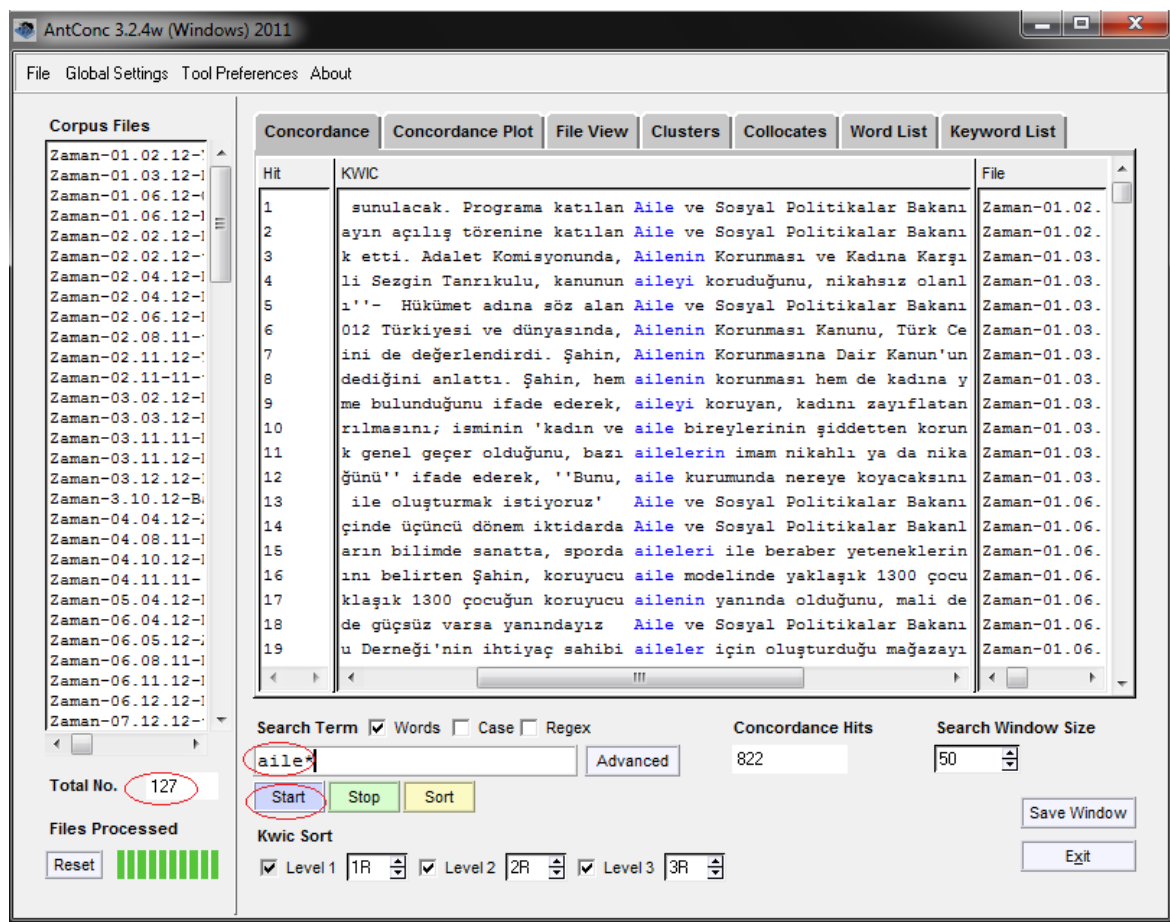 AntConc 3.2.4w (Windows) 2011
File Global Settings Tool Preferences About
Corpus Files
Zaman-01.02.12-
Zaman-01.03.12-
Zaman-01.06.12-
Zaman-01.06.12-
Zaman-02.02.12-
Zaman-02.02.12-
Zaman-02.04.12-
Zaman-02.04.12-
Zaman-02.06.12-
Zaman-02.08.11-
Zaman-02.11.12-
Zaman-02.11-11-
Zaman-03.02.12-
Zaman-03.03.12-
Zaman-03.11.11-
Zaman-03.11.12-
Zaman-03.12.12-
Zaman-3.10.12-B
Zaman-04.04.12-
Zaman-04.08.11-
Zaman-04.10.12-
Zaman-04.11.11-
Zaman-05.04.12-
Zaman-06.04.12-
Zaman-06.05.12-
Zaman-06.08.11-
Zaman-06.11.12-
Zaman-06.12.12-
Zaman-07.12.12-
Total No. 127
Files Processed
Reset
Concordance Concordance Plot File View Clusters Collocates Word List Keyword List
Hit KWIC File
1 sunulacak. Programa katılan Aile ve Sosyal Politikalar Bakanı Zaman-01.02.
2 ayın açılış törenine katılan Aile ve Sosyal Politikalar Bakanı Zaman-01.02.
3 k etti. Adalet Komisyonunda, Ailenin Korunması ve Kadına Karşı Zaman-01.03.
4 li Sezgin Tanrıkulu, kanunun aileyi koruduğunu, nikahsız olanl Zaman-01.03.
5 ı''- Hükümet adına söz alan Aile ve Sosyal Politikalar Bakanı Zaman-01.03.
6 012 Türkiyesi ve dünyasında, Ailenin Korunması Kanunu, Türk Ce Zaman-01.03.
7 ini de değerlendirdi. Şahin, Ailenin Korunmasına Dair Kanun'un Zaman-01.03.
8 dediğini anlattı. Şahin, hem ailenin korunması hem de kadına y Zaman-01.03.
9 me bulunduğunu ifade ederek, aileyi koruyan, kadını zayıflatan Zaman-01.03.
10 rılmasını; isminin 'kadın ve aile bireylerinin şiddetten korun Zaman-01.03.
11 k genel geçer olduğunu, bazı ailelerin imam nikahlı ya da nika Zaman-01.03.
12 ğünü'' ifade ederek, ''Bunu, aile kurumunda nereye koyacaksını Zaman-01.03.
13 ile oluşturmak istiyoruz' Aile ve Sosyal Politikalar Bakanı Zaman-01.06.
14 çinde üçüncü dönem iktidarda Aile ve Sosyal Politikalar Bakanl Zaman-01.06.
15 arın bilimde sanatta, sporda aileleri ile beraber yeteneklerin Zaman-01.06.
16 ını belirten Şahin, koruyucu aile modelinde yaklaşık 1300 çocu Zaman-01.06.
17 klaşık 1300 çocuğun koruyucu ailenin yanında olduğunu, mali de Zaman-01.06.
18 de güçsüz varsa yanındayız Aile ve Sosyal Politikalar Bakanı Zaman-01.06.
19 u Derneği'nin ihtiyaç sahibi aileler için oluşturduğu mağazayı Zaman-01.06.
Search Term Words Case Regex Concordance Hits Search Window Size
aile* Advanced 822 50
Start Stop Sort
Save Window
Kwic Sort
Level 1 1R Level 2 2R Level 3 3R
Exit